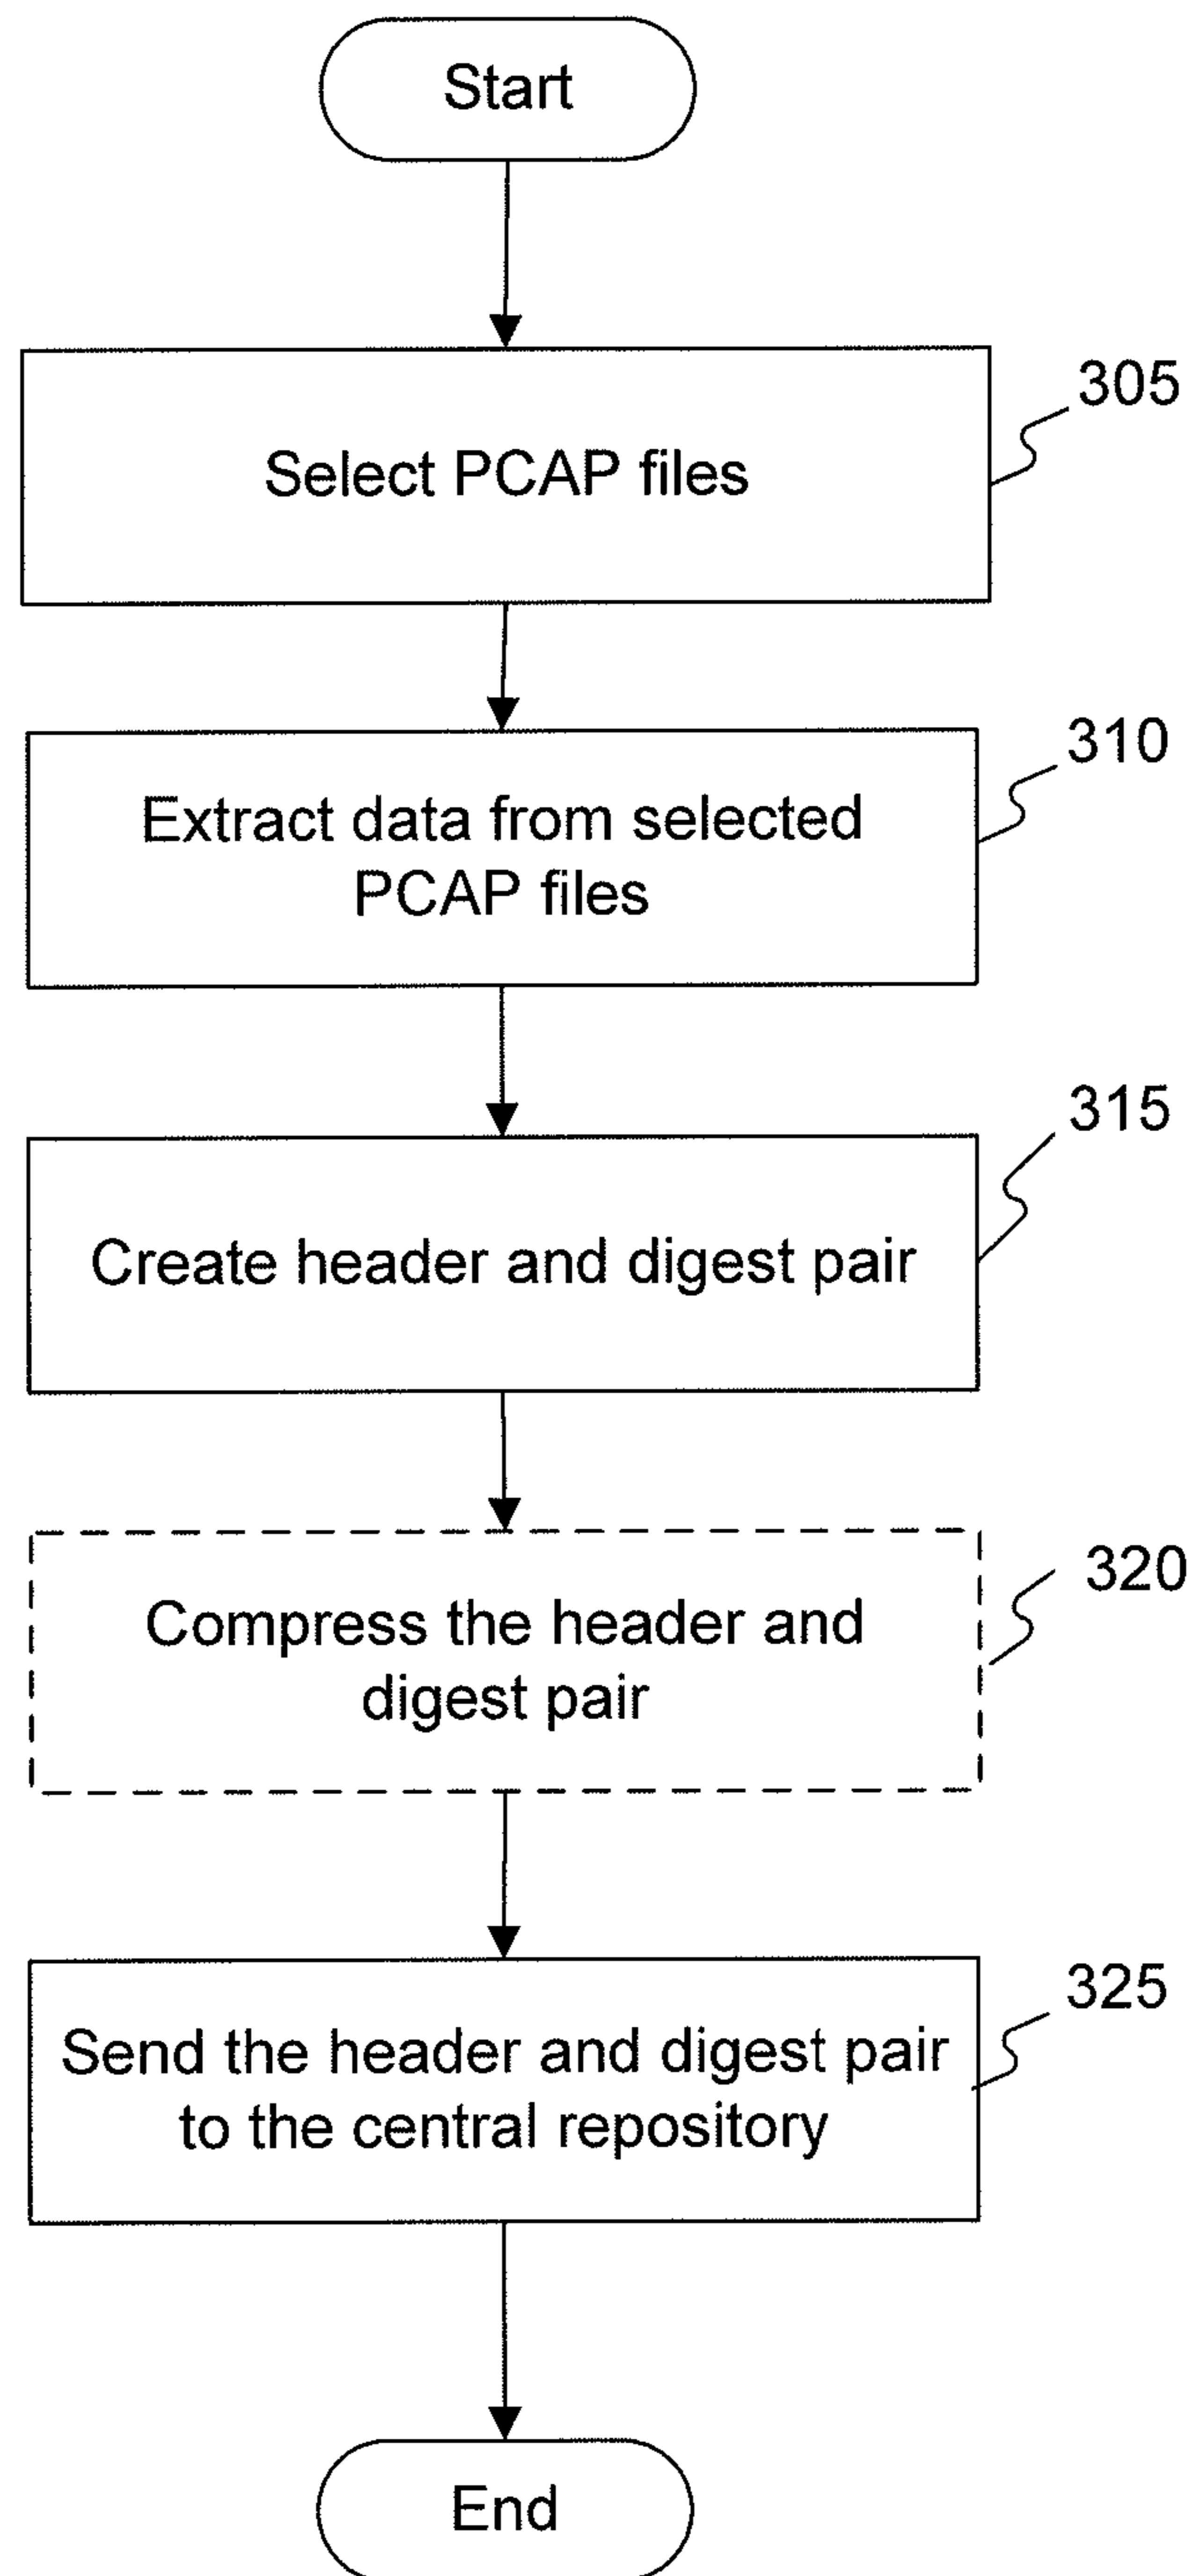 Start
305
Select PCAP files
310
Extract data from selected
PCAP files
315
Create header and digest pair
320
Compress the header and
digest pair
325
Send the header and digest pair
to the central repository
End